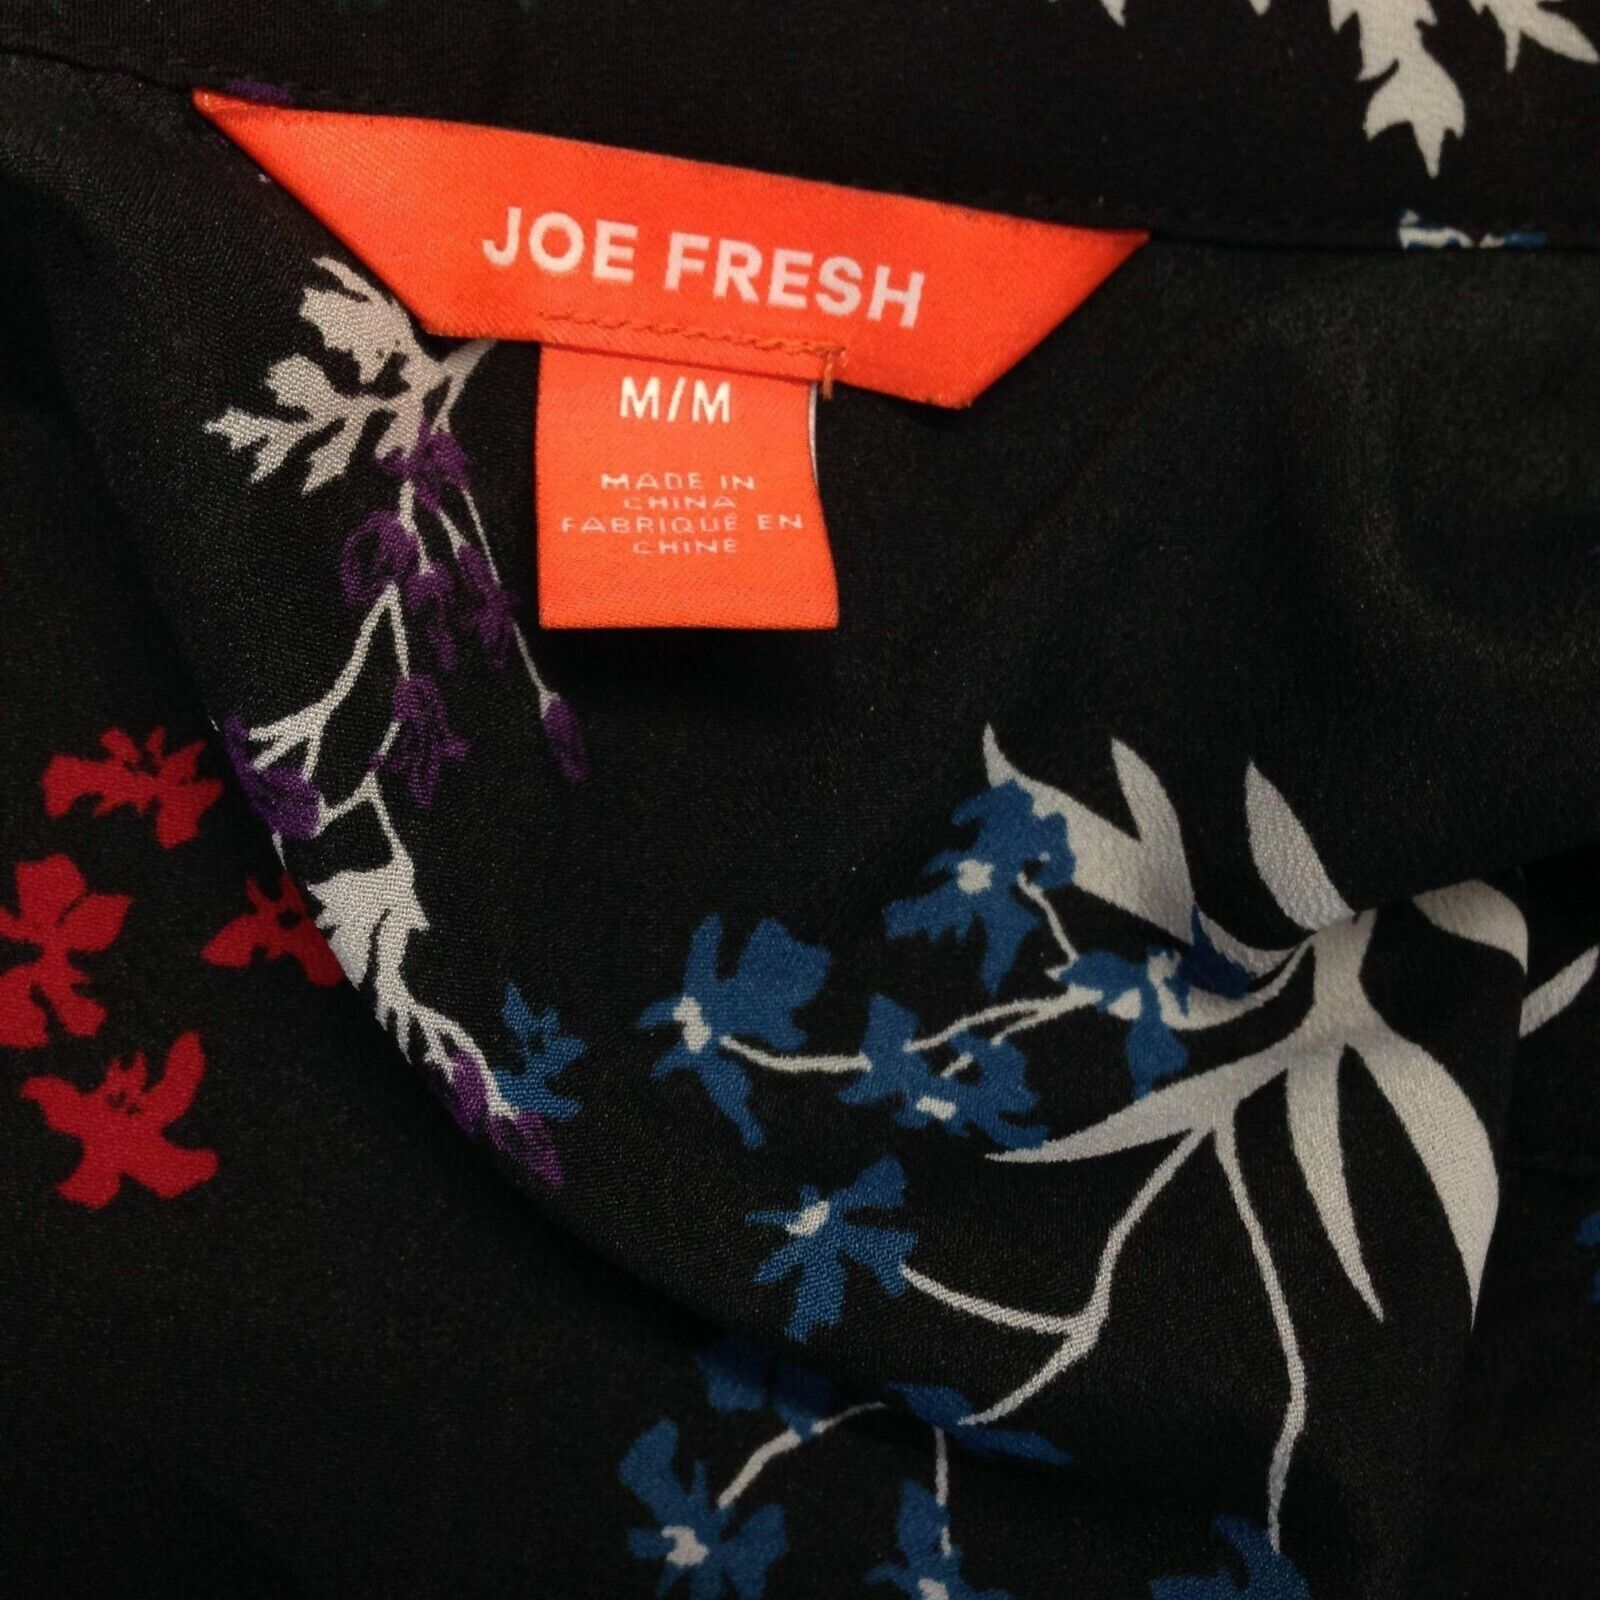 JOE FRESH
M/M
MADE IN
CHINA
FABRIQUÉ EN
CHINE